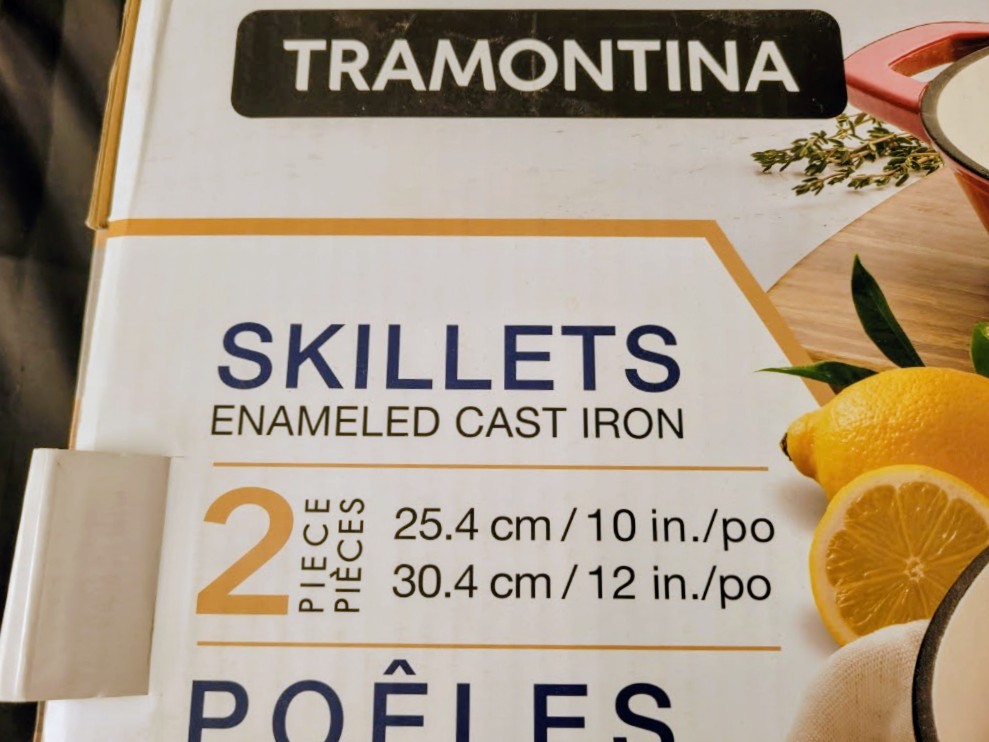 TRAMONTINA
SKILLETS
ENAMELED CAST IRON
2
PIECE
PIÈCES
25.4 cm / 10 in./po
30.4 cm / 12 in./po
POÊLES